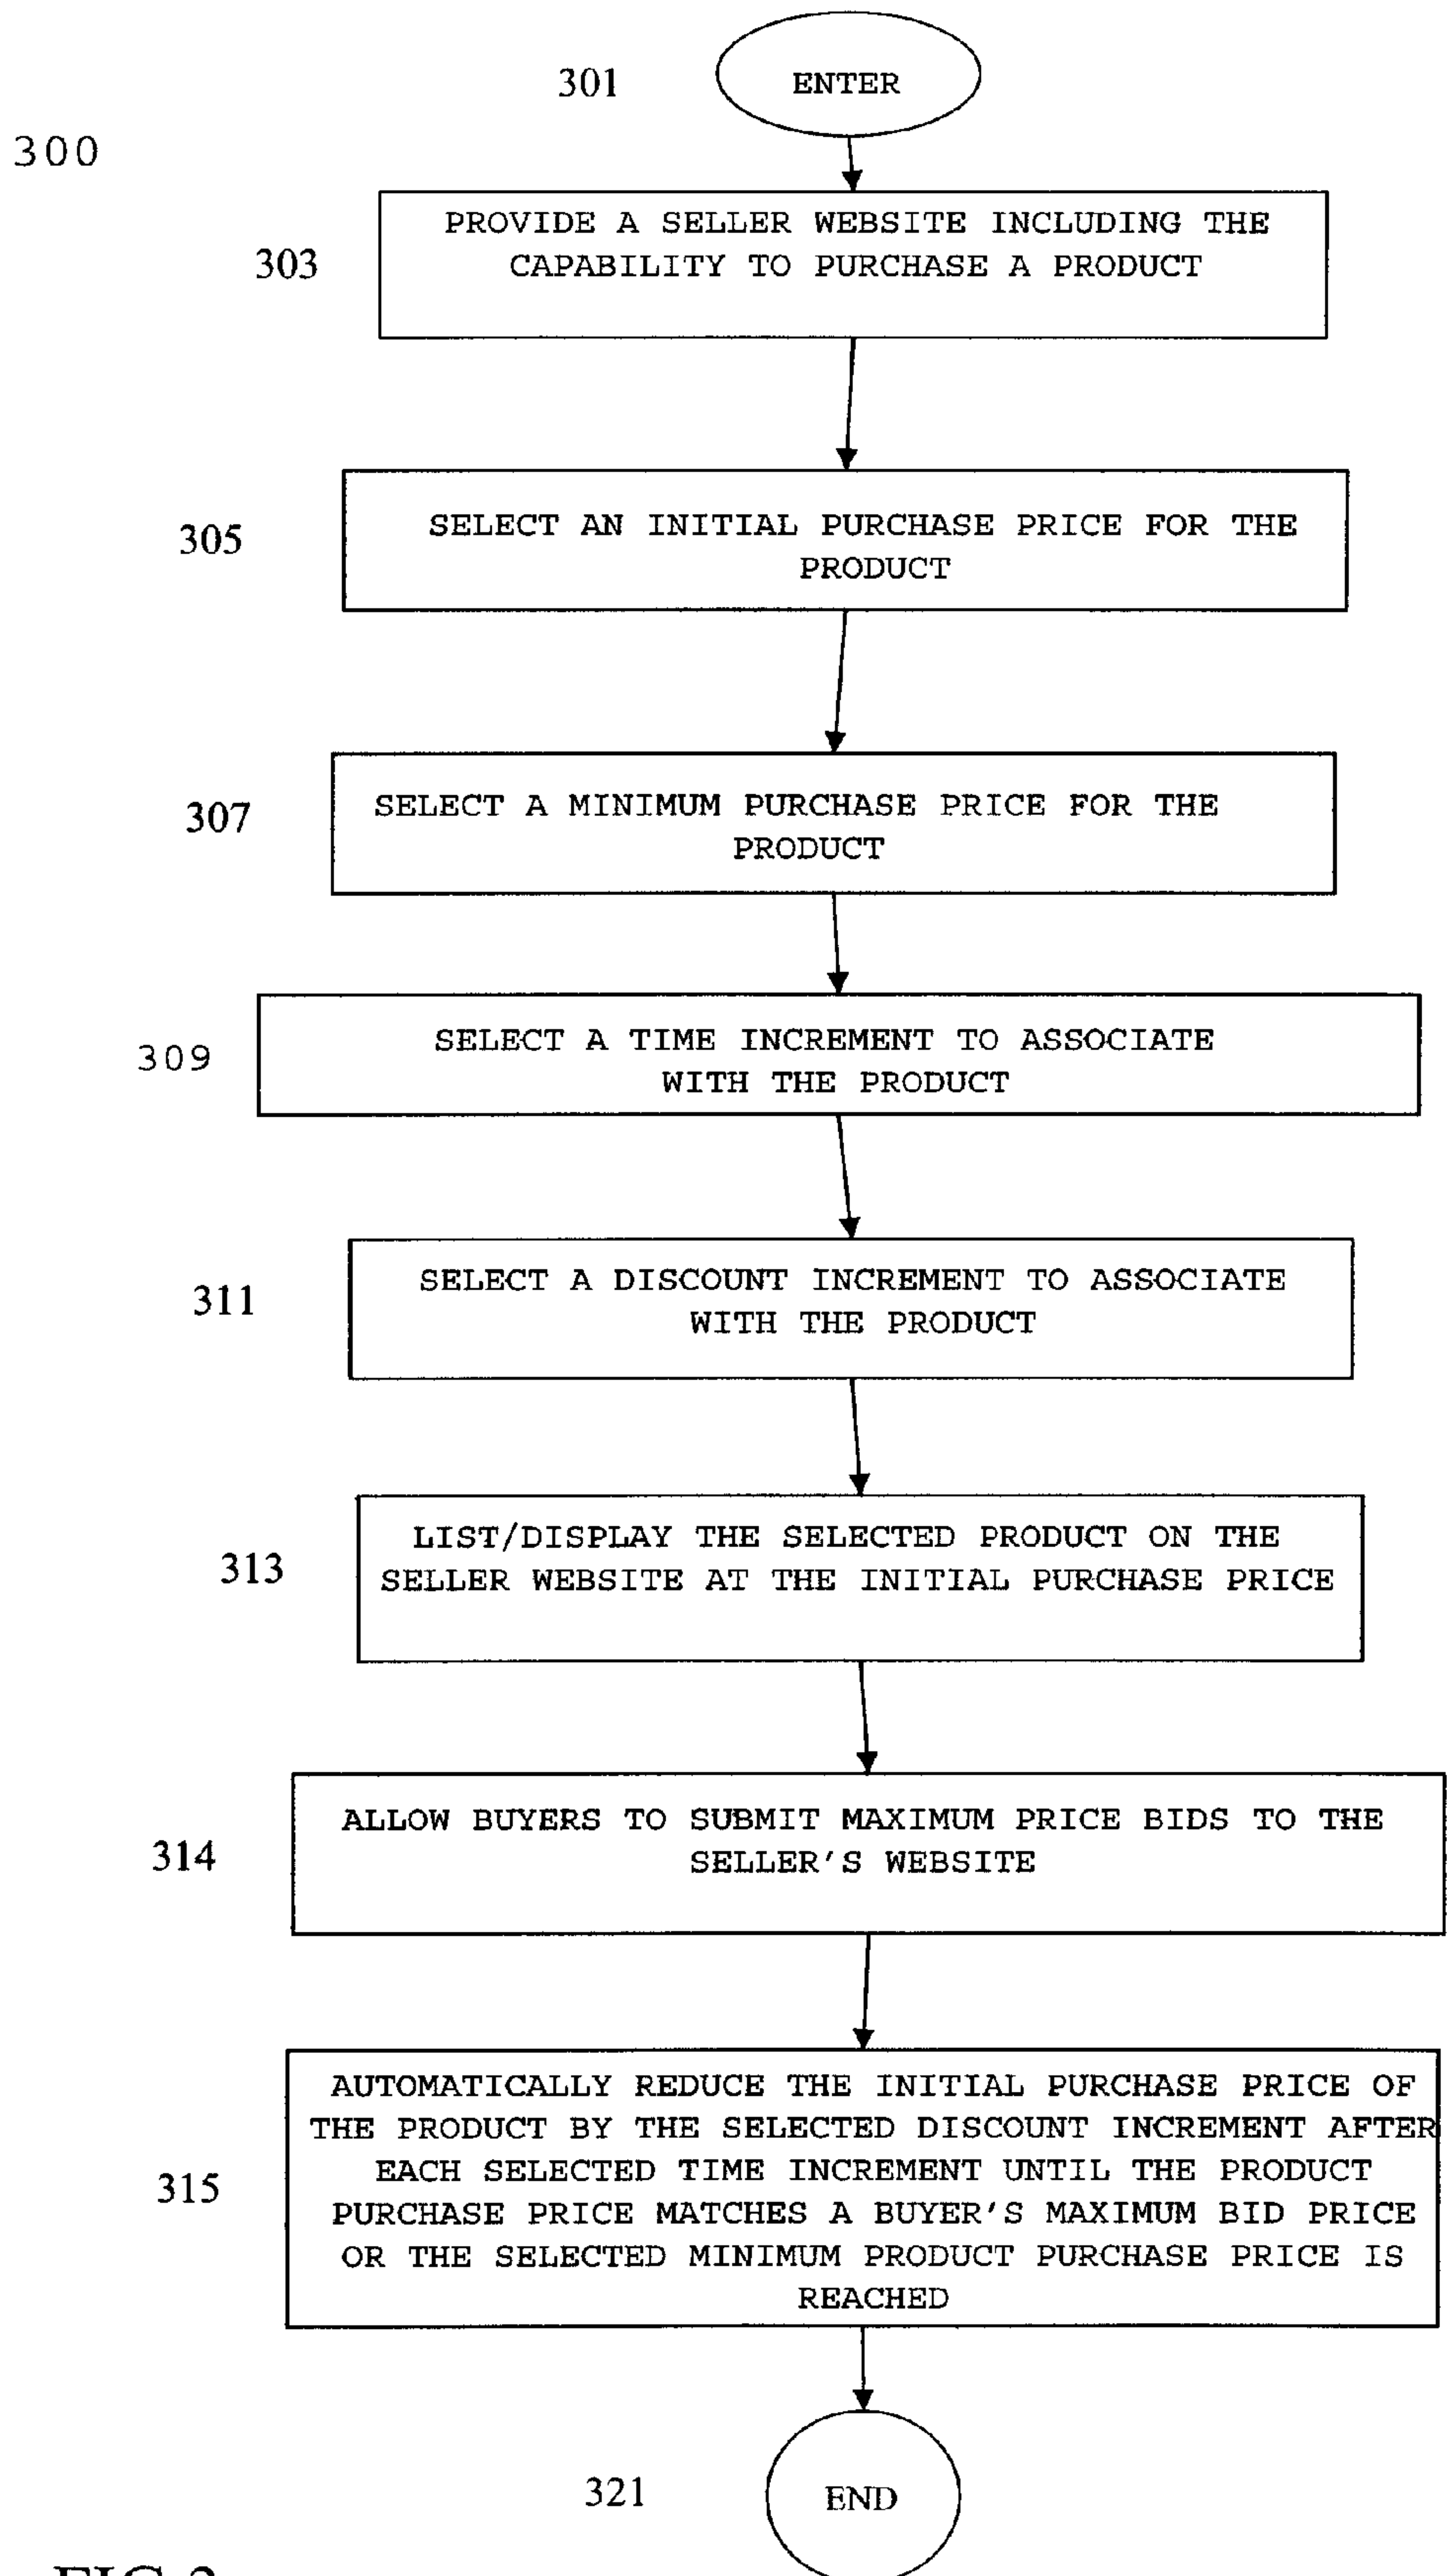 301
ENTER
300
303
PROVIDE A SELLER WEBSITE INCLUDING THE
CAPABILITY TO PURCHASE A PRODUCT
305
SELECT AN INITIAL PURCHASE PRICE FOR THE
PRODUCT
307
SELECT A MINIMUM PURCHASE PRICE FOR THE
PRODUCT
309
SELECT A TIME INCREMENT TO ASSOCIATE
WITH THE PRODUCT
311
SELECT A DISCOUNT INCREMENT TO ASSOCIATE
WITH THE PRODUCT
313
LIST/DISPLAY THE SELECTED PRODUCT ON THE
SELLER WEBSITE AT THE INITIAL PURCHASE PRICE
314
ALLOW BUYERS TO SUBMIT MAXIMUM PRICE BIDS TO THE
SELLER'S WEBSITE
315
AUTOMATICALLY REDUCE THE INITIAL PURCHASE PRICE OF
THE PRODUCT BY THE SELECTED DISCOUNT INCREMENT AFTER
EACH SELECTED TIME INCREMENT UNTIL THE PRODUCT
PURCHASE PRICE MATCHES A BUYER'S MAXIMUM BID PRICE
OR THE SELECTED MINIMUM PRODUCT PURCHASE PRICE IS
REACHED
321
END